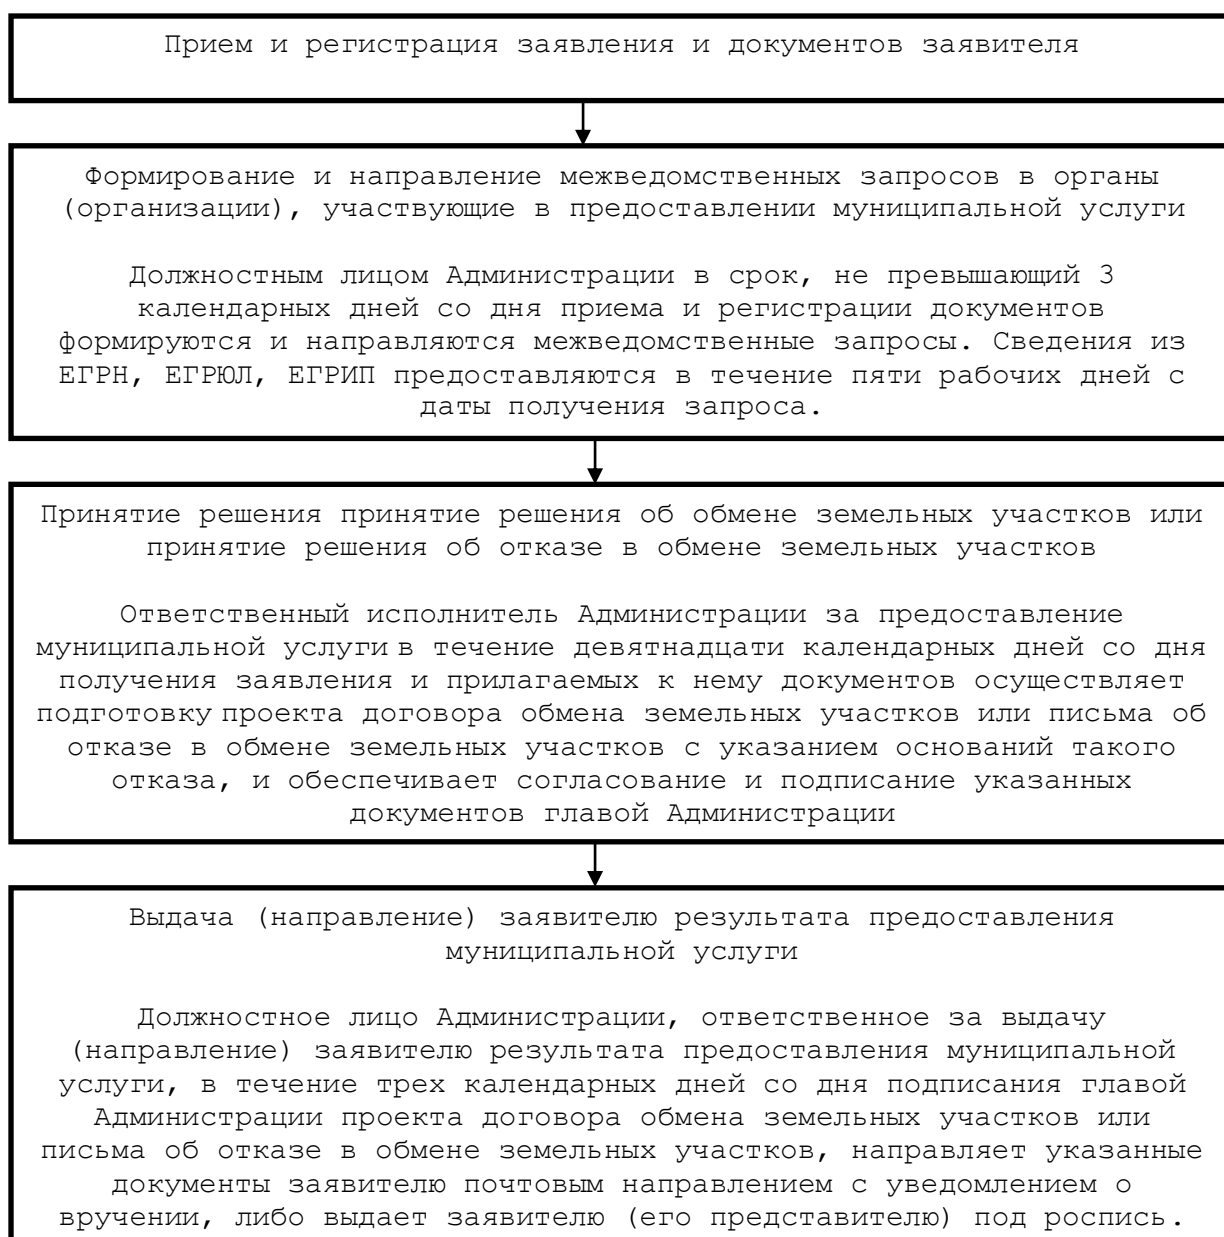 Прием и регистрация заявления и документов заявителя
Формирование и направление межведомственных запросов в органы
(организации), участвующие в предоставлении муниципальной услуги
Должностным лицом Администрации в срок, не превышающий 3
календарных дней со дня приема и регистрации документов
формируются и направляются межведомственные запросы. Сведения из
ЕГРН, ЕГРЮЛ, ЕГРИП предоставляются в течение пяти рабочих дней с
даты получения запроса.
Принятие решения принятие решения об обмене земельных участков или
принятие решения об отказе в обмене земельных участков
Ответственный исполнитель Администрации за предоставление
муниципальной услуги в течение девятнадцати календарных дней со дня
получения заявления и прилагаемых к нему документов осуществляет
подготовку проекта договора обмена земельных участков или письма об
отказе в обмене земельных участков с указанием оснований такого
отказа, и обеспечивает согласование и подписание указанных
документов главой Администрации
Выдача (направление) заявителю результата предоставления
муниципальной услуги
Должностное лицо Администрации, ответственное за выдачу
(направление) заявителю результата предоставления муниципальной
услуги, в течение трех календарных дней со дня подписания главой
Администрации проекта договора обмена земельных участков или
письма об отказе в обмене земельных участков, направляет указанные
документы заявителю почтовым направлением с уведомлением о
вручении, либо выдает заявителю (его представителю) под роспись.